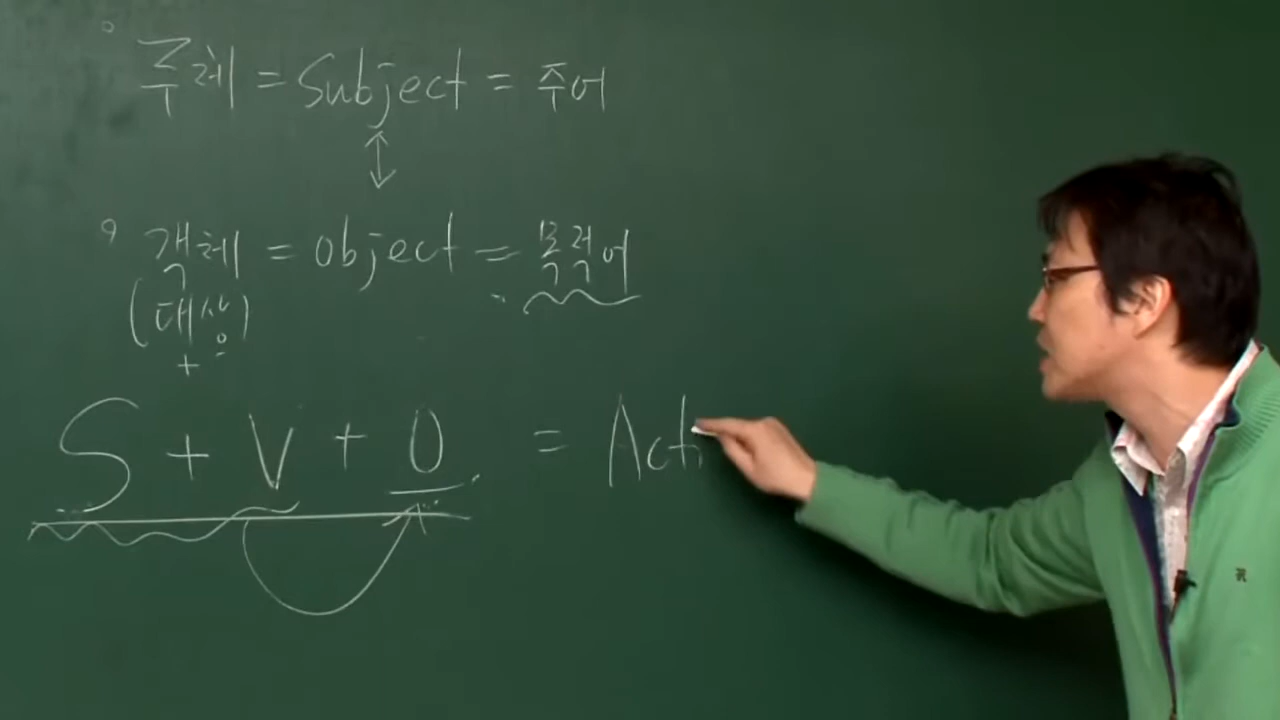 주체 = Subject = 주어
객체 = object = 목적어
(대상)
S + V + O = Acti